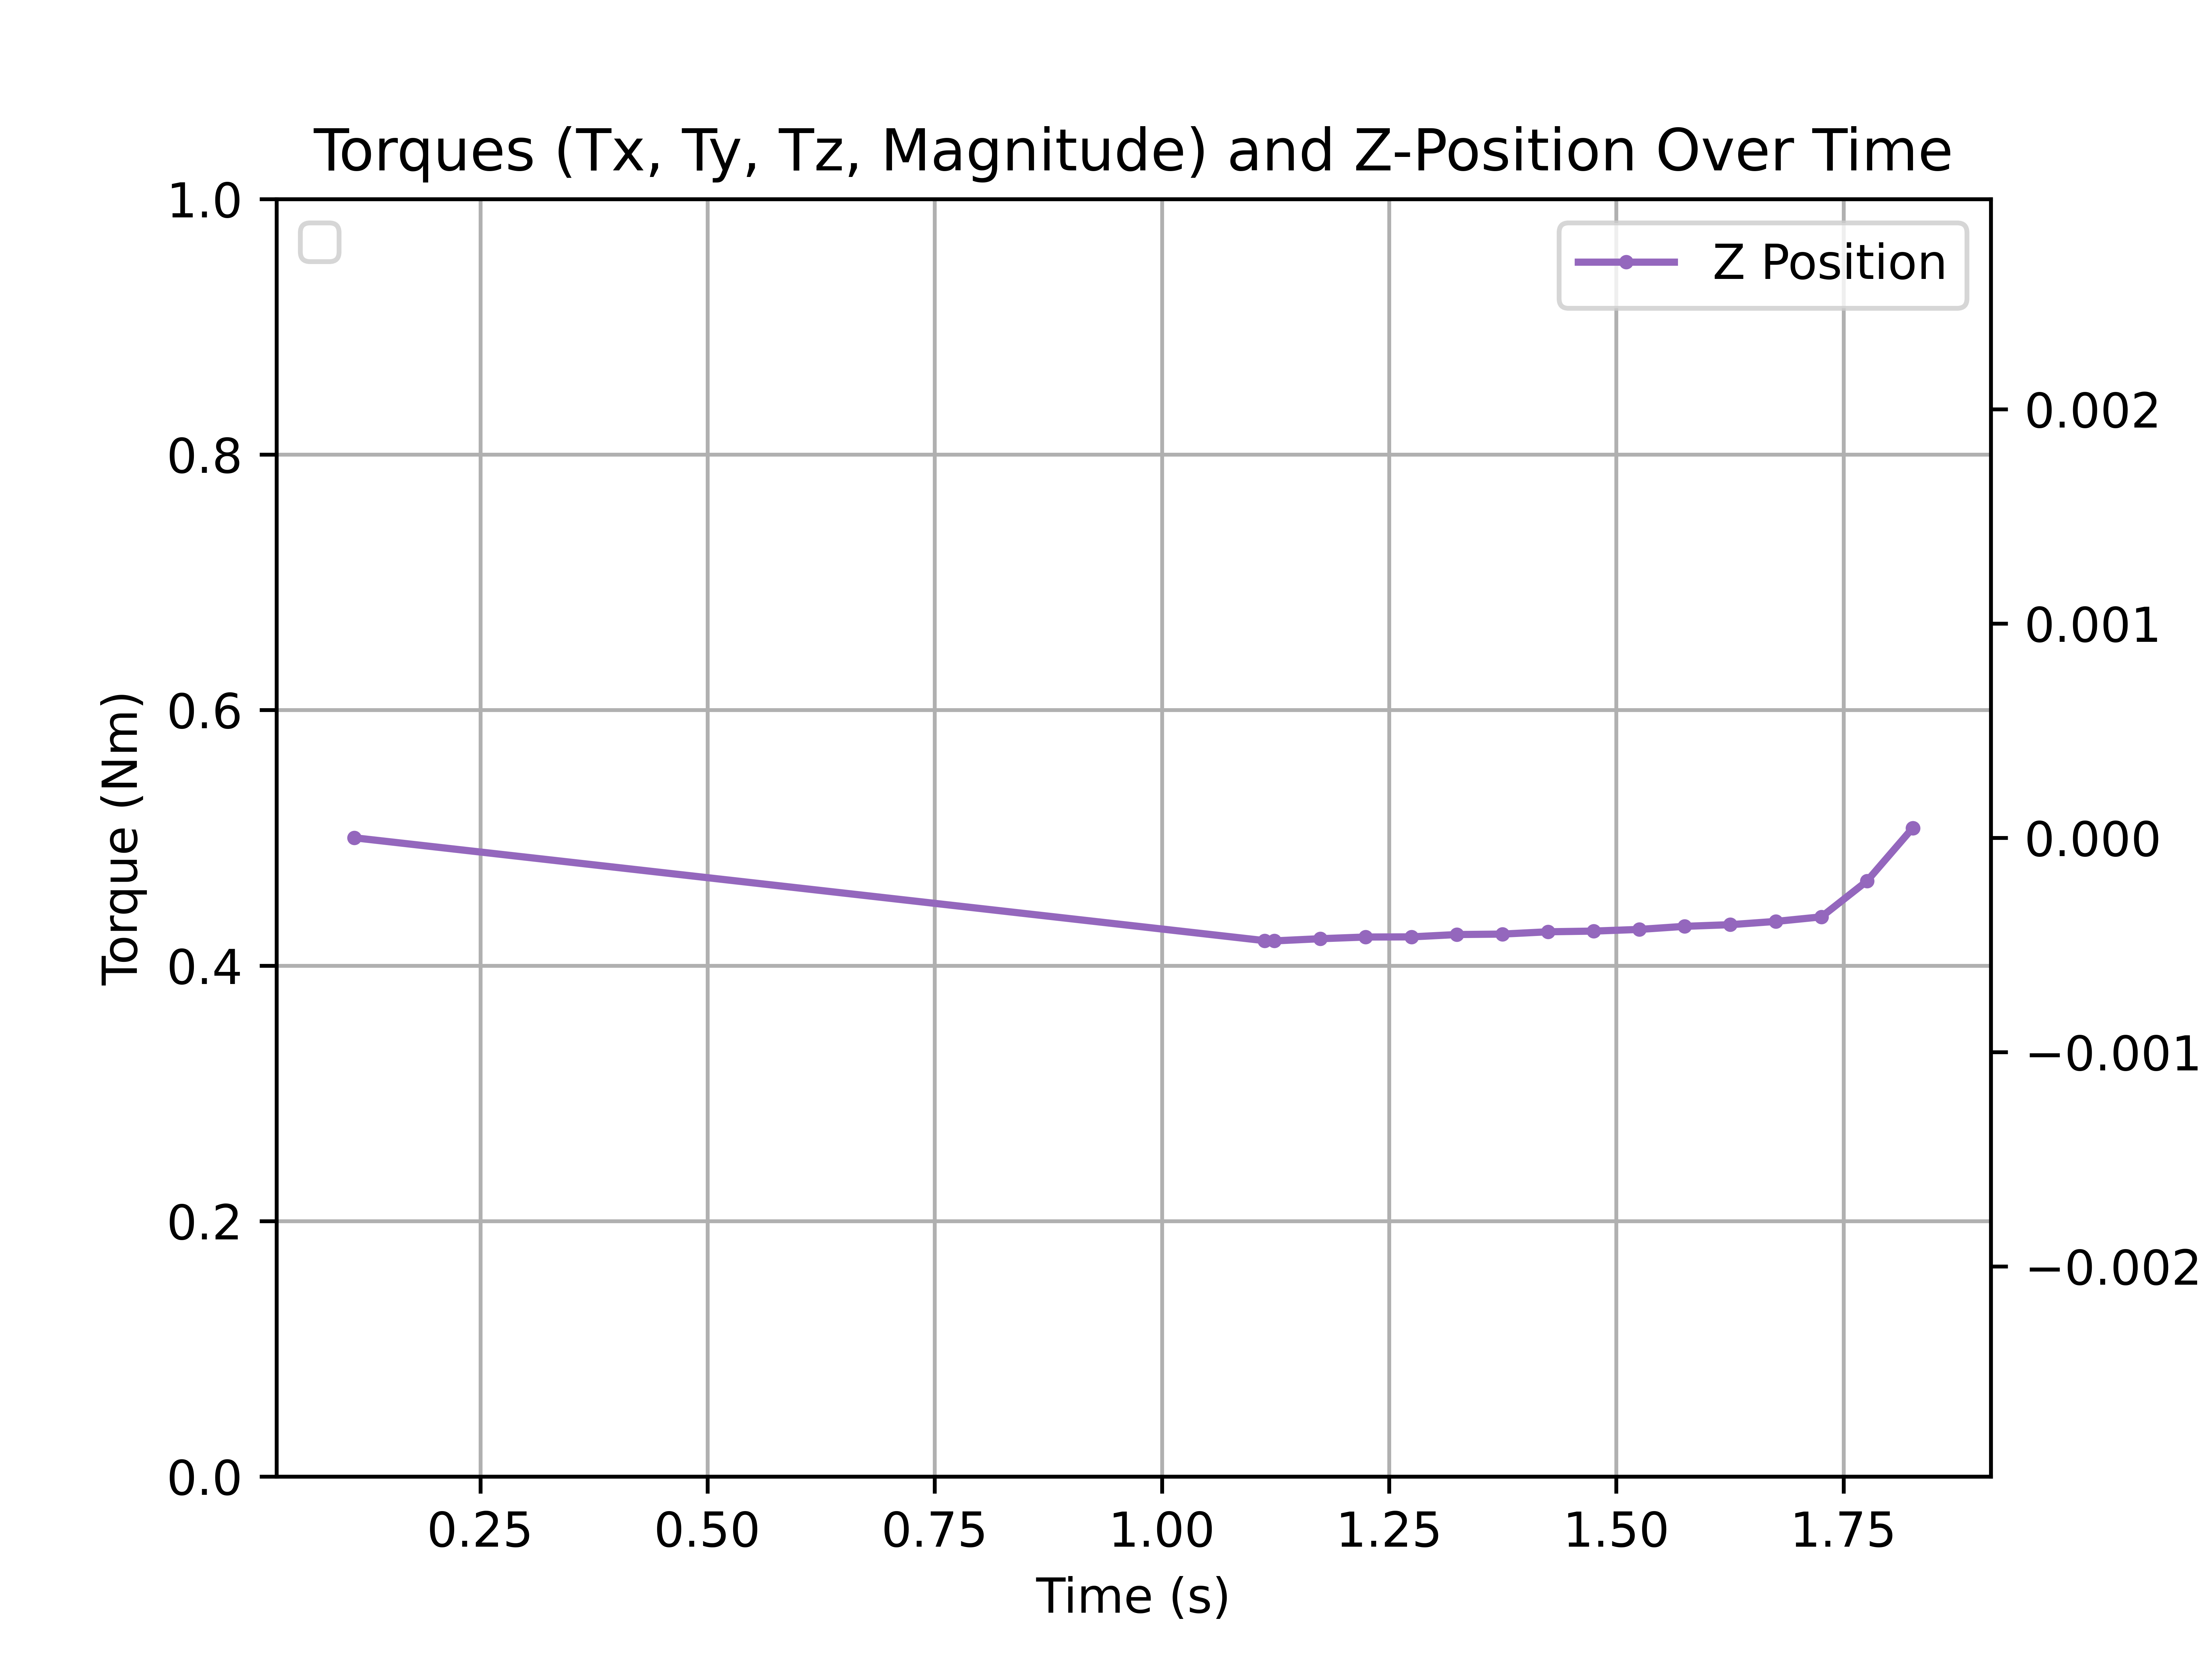 Torques (Tx, Ty, Tz, Magnitude) and Z-Position Over Time
1.0
0.8
0.6
0.4
0.2
0.0
Torque (Nm)
Z Position
0.002
0.001
0.000
−0.001
−0.002
0.25 0.50 0.75 1.00 1.25 1.50 1.75
Time (s)